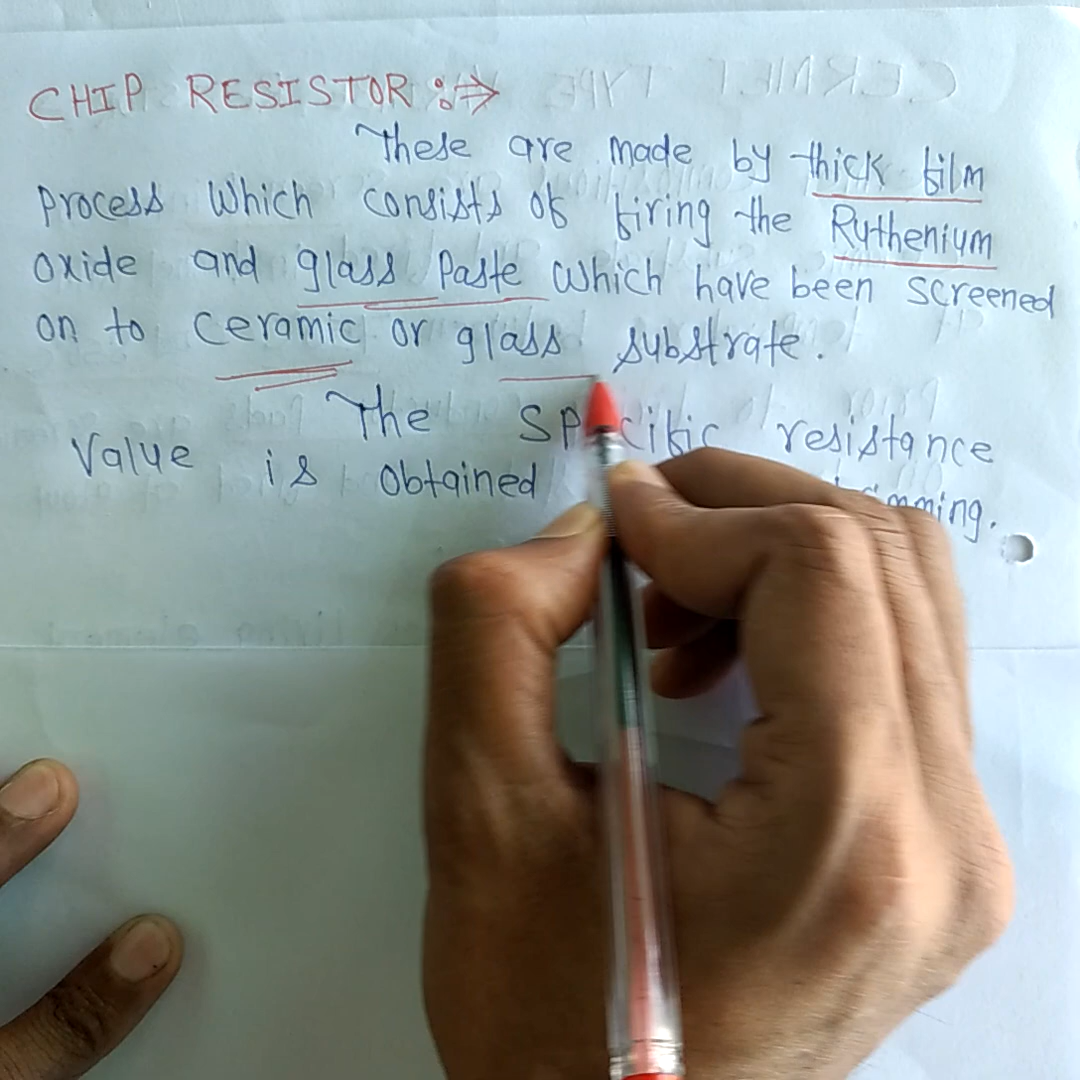 CHIP RESISTOR :⇒
These are made by thick film
process which consists of firing the Ruthenium
oxide and glass paste which have been screened
on to ceramic or glass substrate.
The specific resistance
Value is obtained